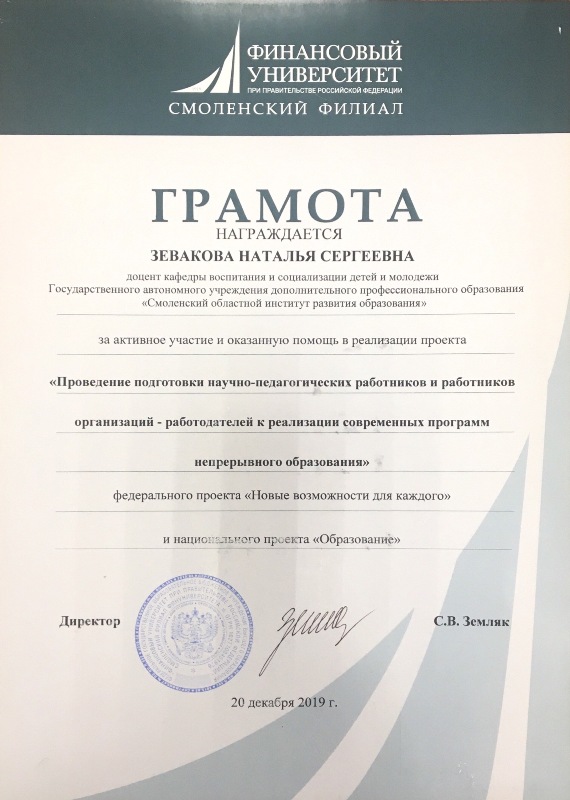 ФИНАНСОВЫЙ
УНИВЕРСИТЕТ
ПРИ ПРАВИТЕЛЬСТВЕ РОССИЙСКОЙ ФЕДЕРАЦИИ
СМОЛЕНСКИЙ ФИЛИАЛ
ГРАМОТА
НАГРАЖДАЕТСЯ
ЗЕВАКОВА НАТАЛЬЯ СЕРГЕЕВНА
доцент кафедры воспитания и социализации детей и молодежи
Государственного автономного учреждения дополнительного профессионального образования
«Смоленский областной институт развития образования»
за активное участие и оказанную помощь в реализации проекта
«Проведение подготовки научно-педагогических работников и работников
организаций - работодателей к реализации современных программ
непрерывного образования»
федерального проекта «Новые возможности для каждого»
и национального проекта «Образование»
Директор
С.В. Земляк
20 декабря 2019 г.